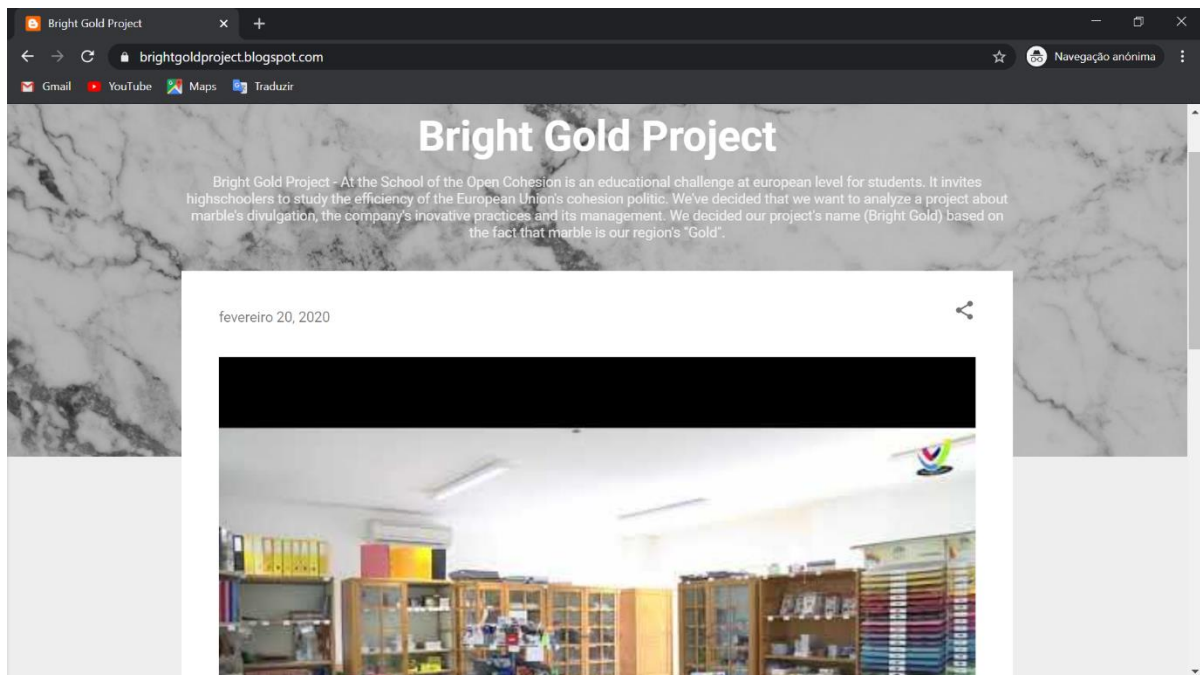 Bright Gold Project
brightgoldproject.blogspot.com
Navegação anónima
Gmail
YouTube
Maps
Traduzir
Bright Gold Project
Bright Gold Project - At the School of the Open Cohesion is an educational challenge at european level for students. It invites
highschoolers to study the efficiency of the European Union's cohesion politic. We've decided that we want to analyze a project about
marble's divulgation, the company's inovative practices and its management. We decided our project's name (Bright Gold) based on
the fact that marble is our region's "Gold".
fevereiro 20, 2020